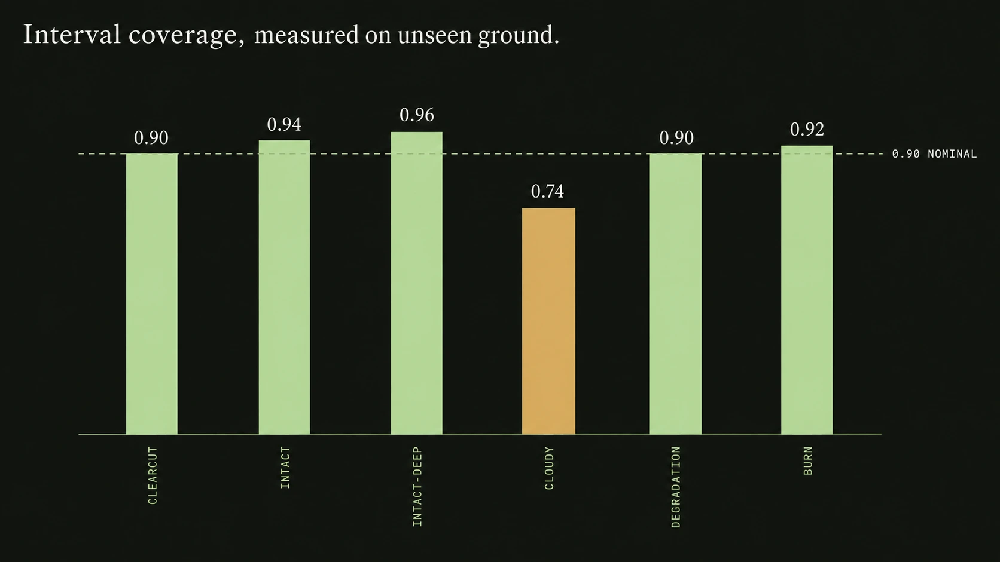 Interval coverage, measured on unseen ground.
0.90
0.94
0.96
0.74
0.90
0.92
0.90 NOMINAL
CLEARCUT
INTACT
INTACT-DEEP
CLOUDY
DEGRADATION
BURN